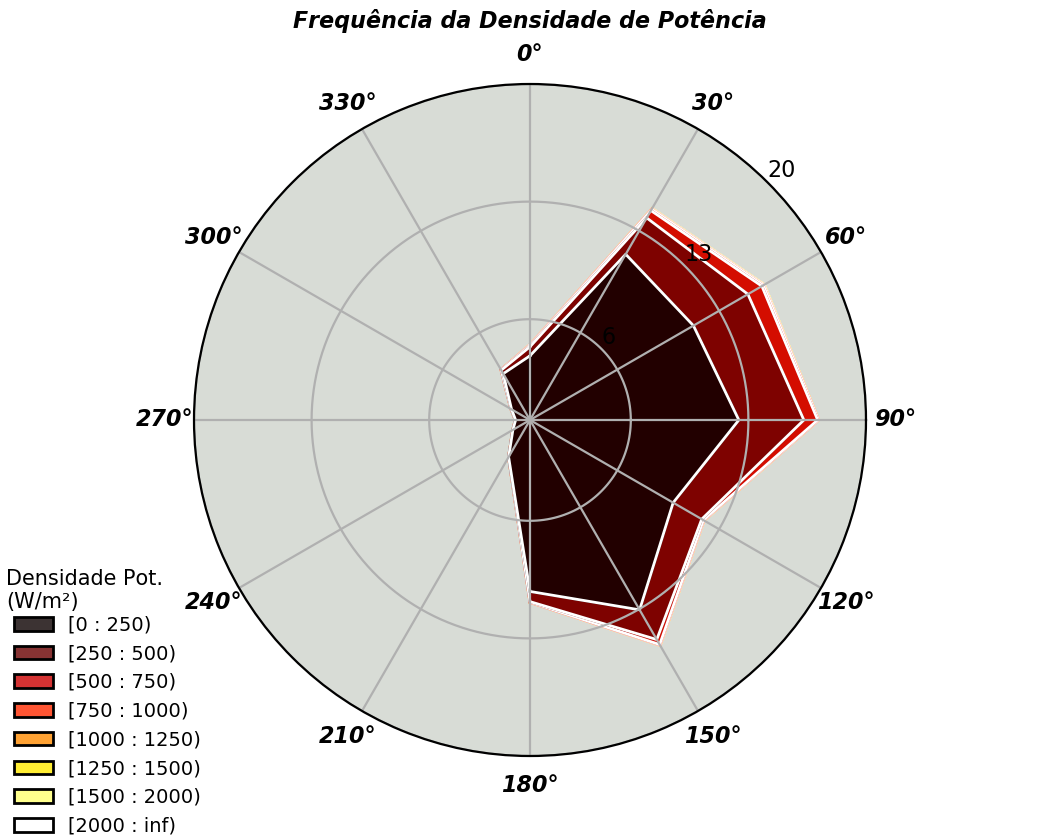 Frequência da Densidade de Potência
0°
330°
30°
20
300°
60°
13
6
270°
90°
240°
120°
210°
150°
180°
Densidade Pot.
(W/m²)
[0 : 250)
[250 : 500)
[500 : 750)
[750 : 1000)
[1000 : 1250)
[1250 : 1500)
[1500 : 2000)
[2000 : inf)